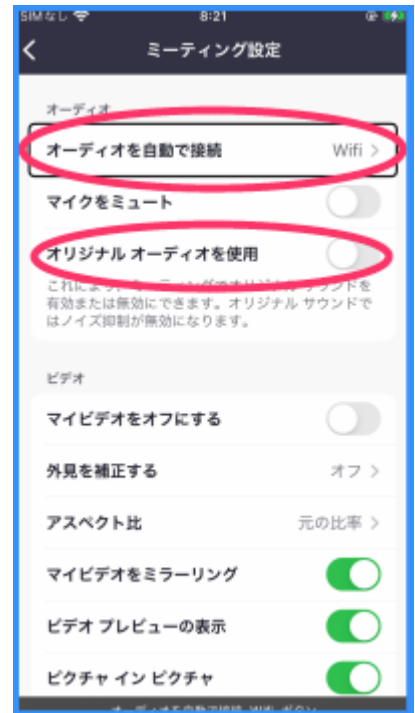 SIMなし 8:21
ミーティング設定
オーディオ
オーディオを自動で接続 Wifi >
マイクをミュート
オリジナル オーディオを使用
有効または無効にできます。オリジナル サウンドで
はノイズ抑制が無効になります。
ビデオ
マイビデオをオフにする
外見を補正する オフ >
アスペクト比 元の比率 >
マイビデオをミラーリング
ビデオ プレビューの表示
ピクチャ イン ピクチャ